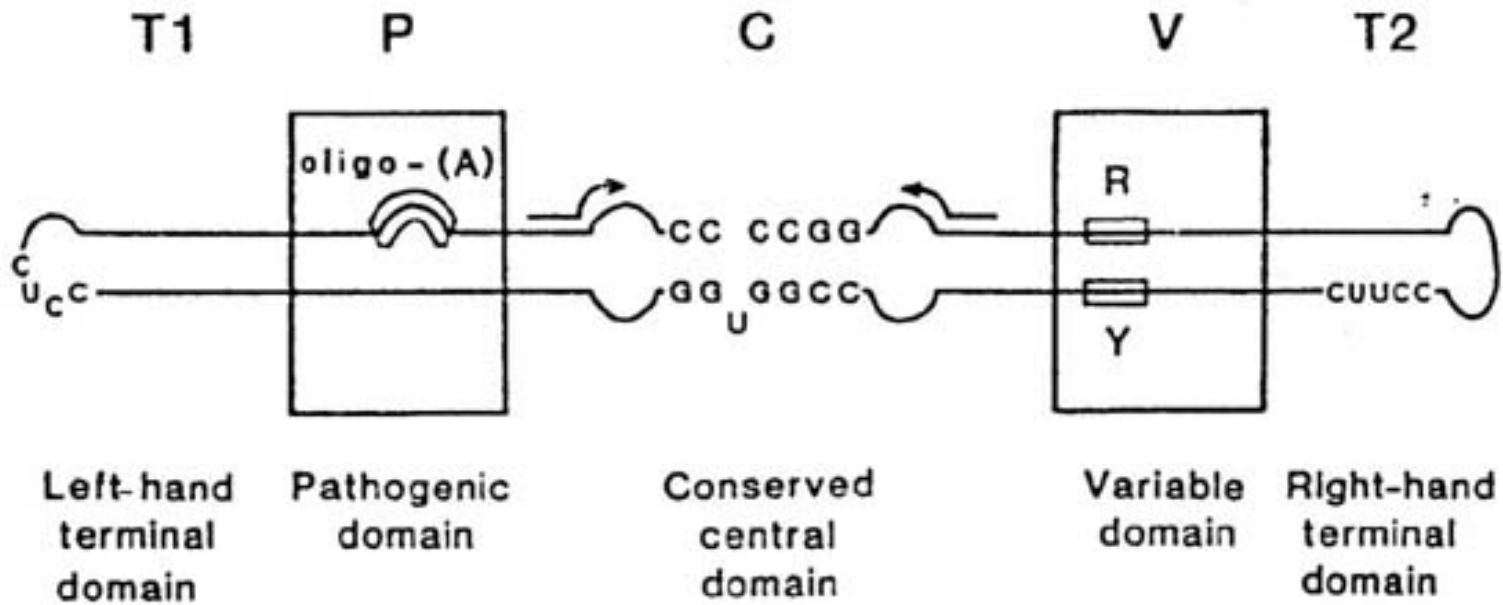 T1 P C V T2
oligo-(A)
R
CC CCGG
C
UCC
GG GGCC
CUUCC
U
Y
Left-hand terminal domain
Pathogenic domain
Conserved central domain
Variable domain
Right-hand terminal domain